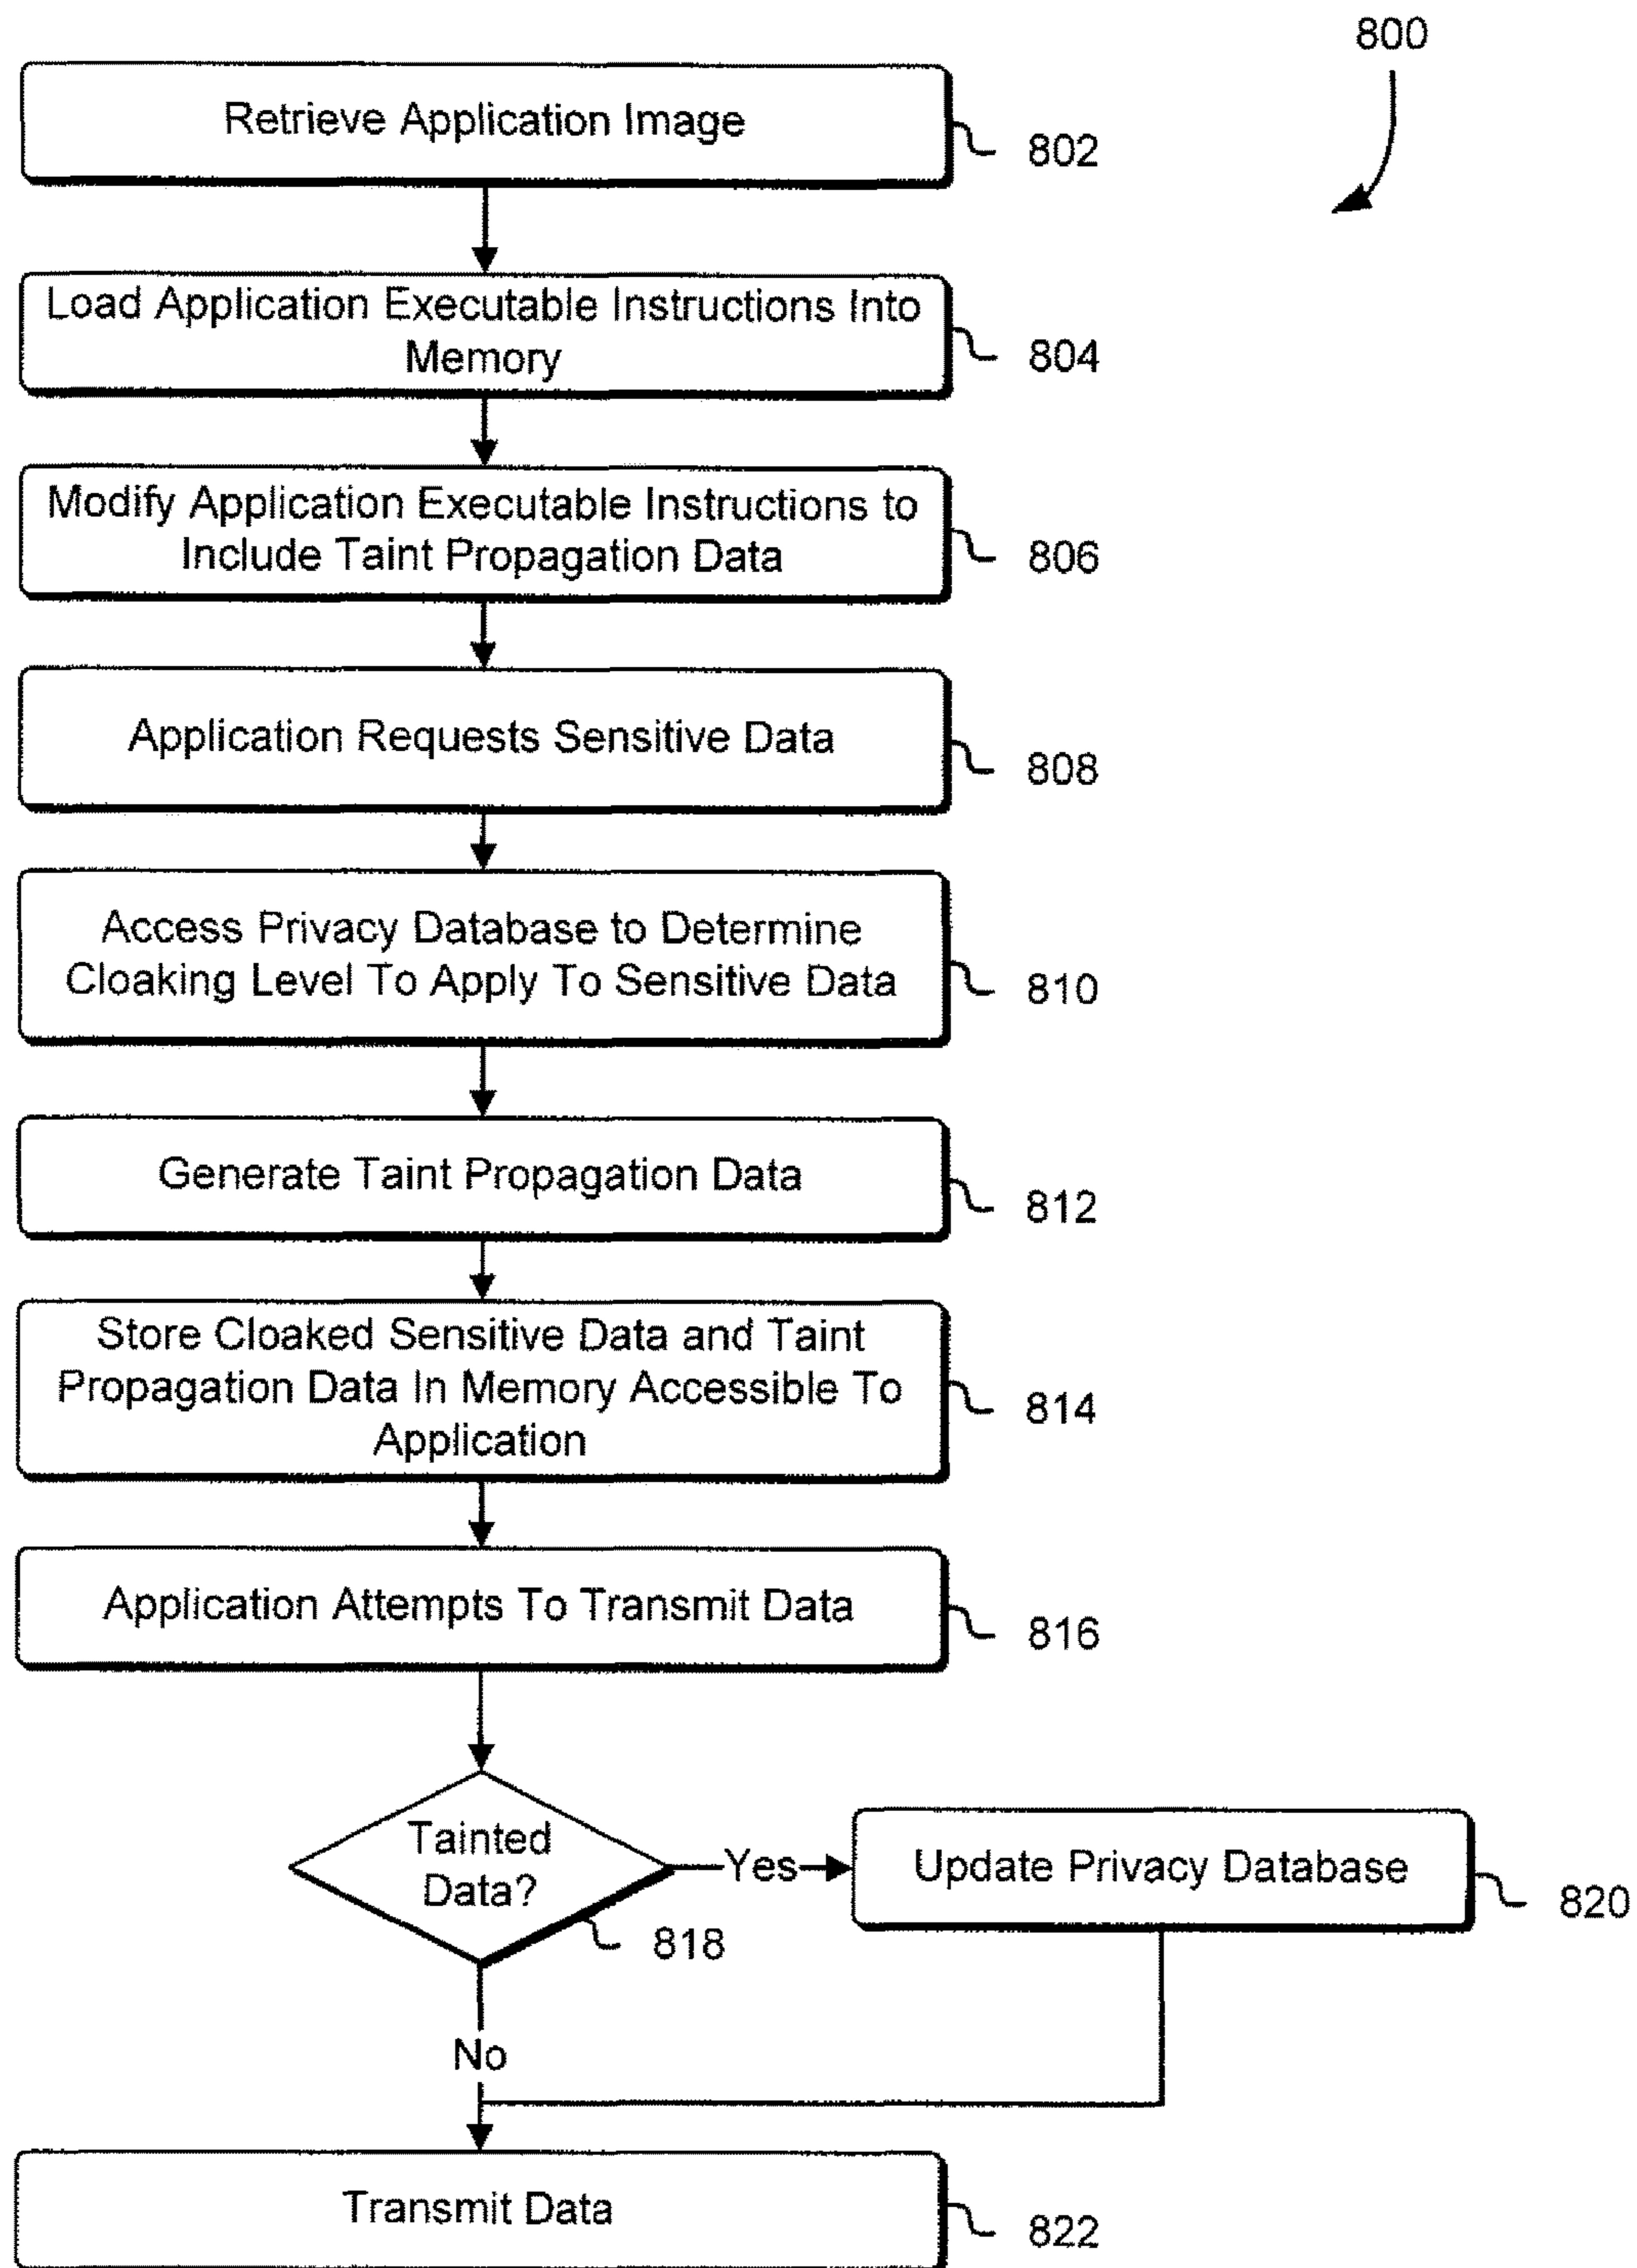 800
Retrieve Application Image
802
Load Application Executable Instructions Into
Memory
804
Modify Application Executable Instructions to
Include Taint Propagation Data
806
Application Requests Sensitive Data
808
Access Privacy Database to Determine
Cloaking Level To Apply To Sensitive Data
810
Generate Taint Propagation Data
812
Store Cloaked Sensitive Data and Taint
Propagation Data In Memory Accessible To
Application
814
Application Attempts To Transmit Data
816
Tainted
Data?
818
Yes
Update Privacy Database
820
No
Transmit Data
822